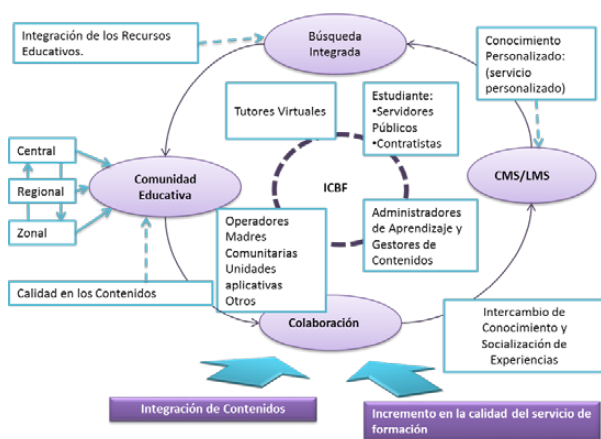 Integración de los Recursos
Educativos.
Búsqueda
Integrada
Conocimiento
Personalizado:
(servicio
personalizado)
Tutores Virtuales
Estudiante:
•Servidores
Públicos
•Contratistas
Central
Regional
Zonal
Comunidad
Educativa
ICBF
CMS/LMS
Operadores
Madres
Comunitarias
Unidades
aplicativas
Otros
Administradores
de Aprendizaje y
Gestores de
Contenidos
Calidad en los Contenidos
Colaboración
Intercambio de
Conocimiento y
Socialización de
Experiencias
Integración de Contenidos
Incremento en la calidad del servicio de
formación